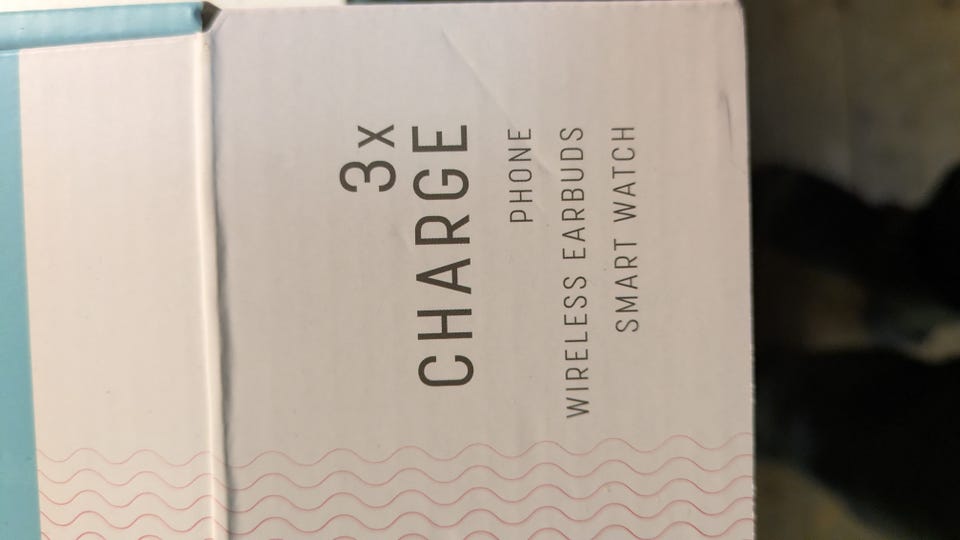 3x
CHARGE
PHONE
WIRELESS EARBUDS
SMART WATCH